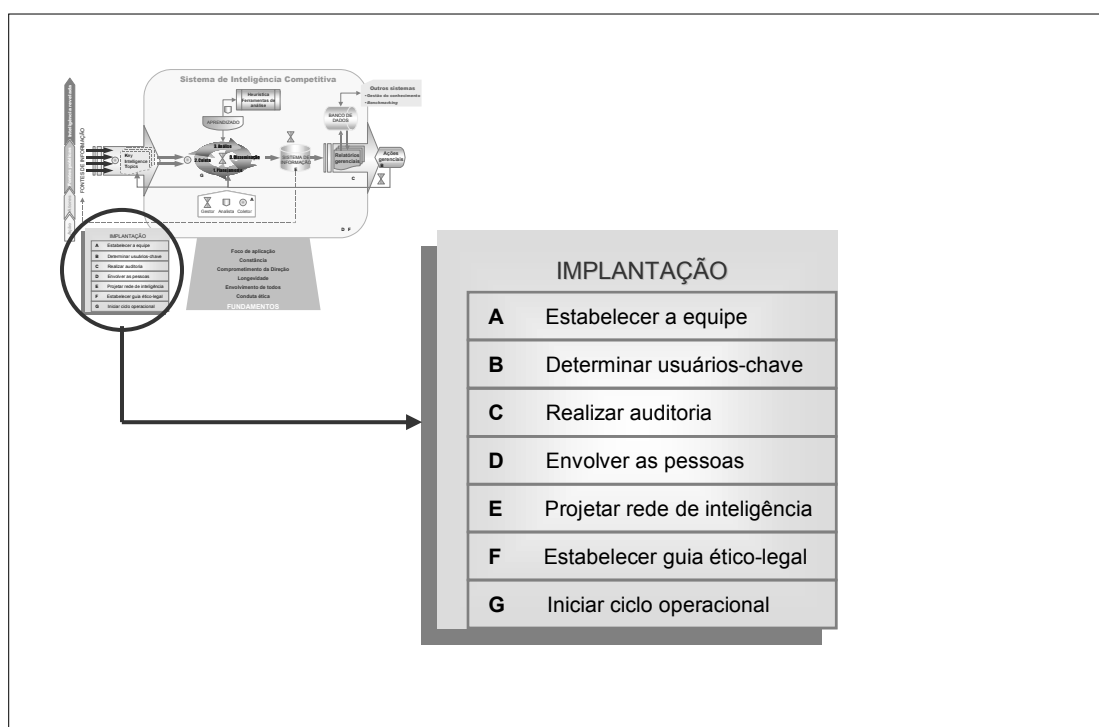 Sistema de Inteligência Competitiva
Outros sistemas
•Gestão do conhecimento
•Benchmarking
Heurística
Ferramentas de
análise
APRENDIZADO
BANCO DE
DADOS
FONTES DE INFORMAÇÃO
Key
Intelligence
Topics
2. Coleta
3. Análise
3. Disseminação
1. Planejamento
G
SISTEMA DE
INFORMAÇÃO
Relatórios
gerenciais
C
Ações
gerenciais
B
A
Gestor
Analista
Coletor
D F
Foco de aplicação
Constância
Comprometimento da Direção
Longevidade
Envolvimento de todos
Conduta ética
FUNDAMENTOS
IMPLANTAÇÃO
A Estabelecer a equipe
B Determinar usuários-chave
C Realizar auditoria
D Envolver as pessoas
E Projetar rede de inteligência
F Estabelecer guia ético-legal
G Iniciar ciclo operacional
IMPLANTAÇÃO
A Estabelecer a equipe
B Determinar usuários-chave
C Realizar auditoria
D Envolver as pessoas
E Projetar rede de inteligência
F Estabelecer guia ético-legal
G Iniciar ciclo operacional